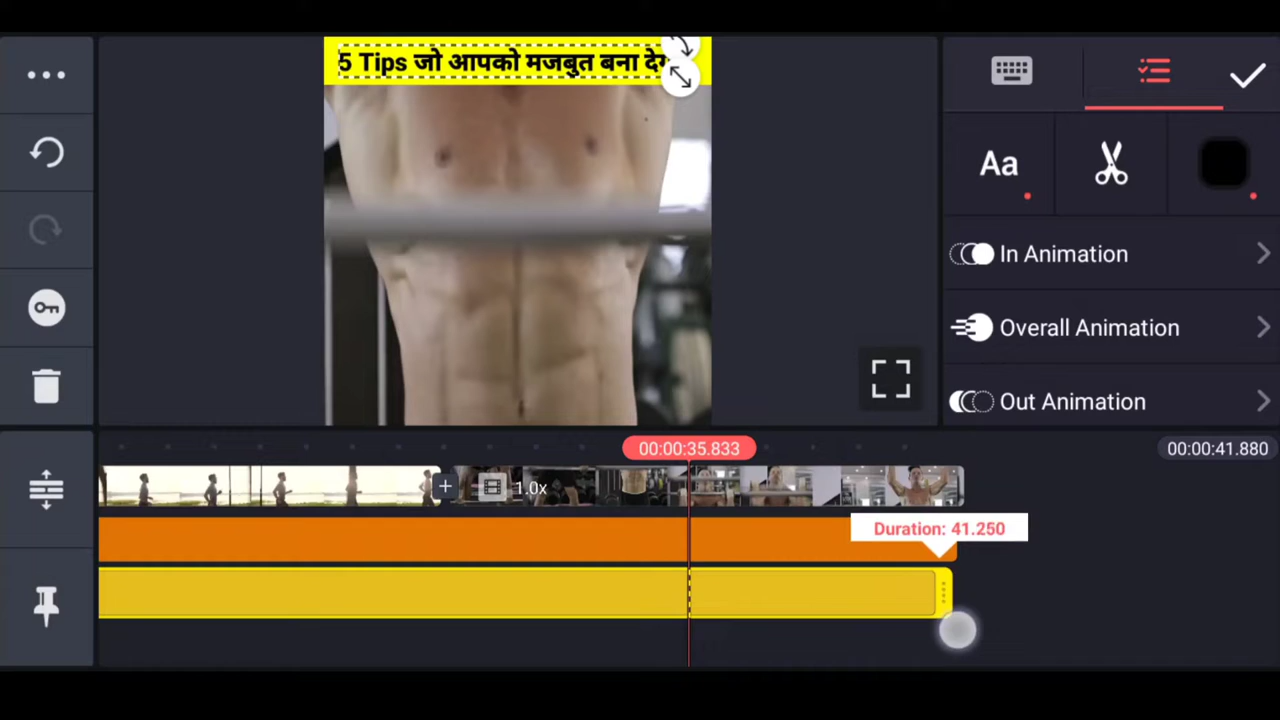 5 Tips जो आपको मजबुत बना
Aa
In Animation
Overall Animation
Out Animation
00:00:35.833
00:00:41.880
1.0x
Duration: 41.250